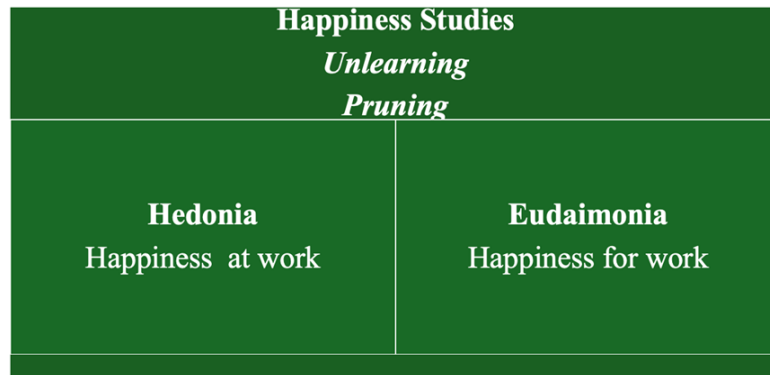 Happiness Studies
Unlearning
Pruning
Hedonia
Happiness at work
Eudaimonia
Happiness for work